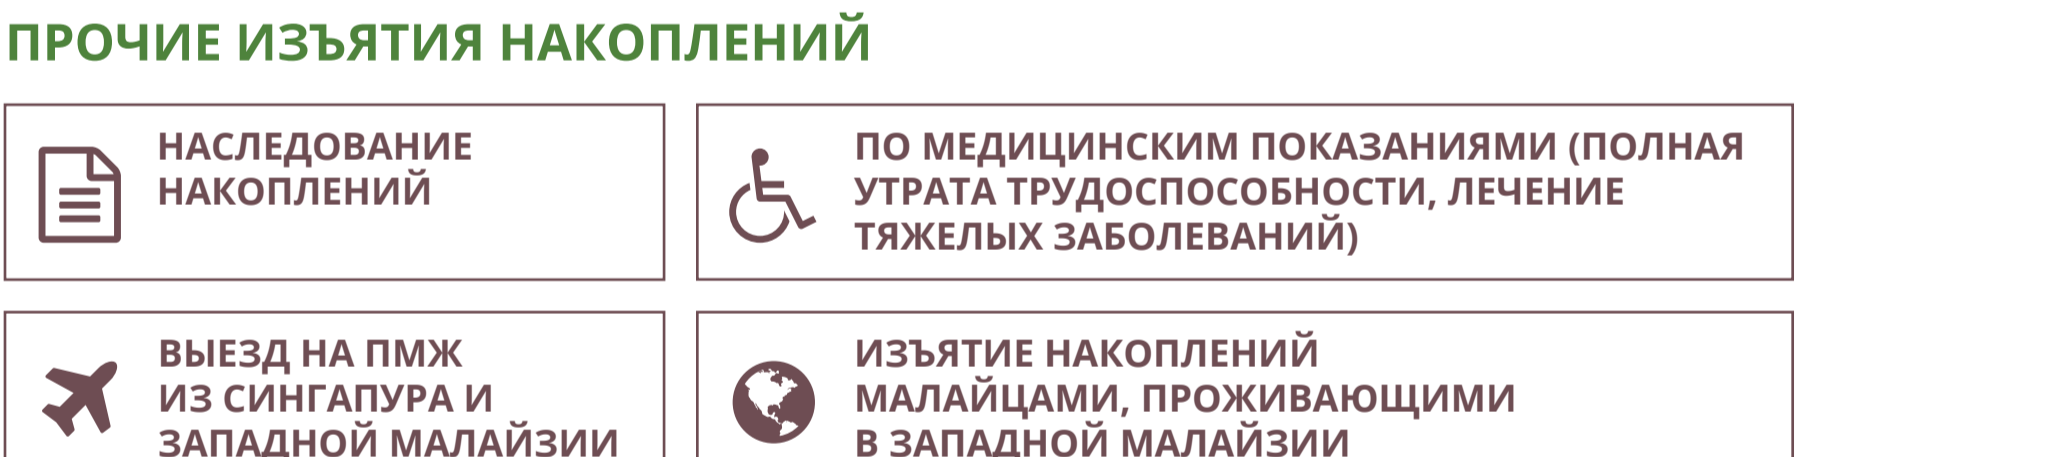 ПРОЧИЕ ИЗЪЯТИЯ НАКОПЛЕНИЙ
НАСЛЕДОВАНИЕ
НАКОПЛЕНИЙ
ПО МЕДИЦИНСКИМ ПОКАЗАНИЯМИ (ПОЛНАЯ
УТРАТА ТРУДОСПОСОБНОСТИ, ЛЕЧЕНИЕ
ТЯЖЕЛЫХ ЗАБОЛЕВАНИЙ)
ВЫЕЗД НА ПМЖ
ИЗ СИНГАПУРА И
ЗАПАДНОЙ МАЛАЙЗИИ
ИЗЪЯТИЕ НАКОПЛЕНИЙ
МАЛАЙЦАМИ, ПРОЖИВАЮЩИМИ
В ЗАПАДНОЙ МАЛАЙЗИИ